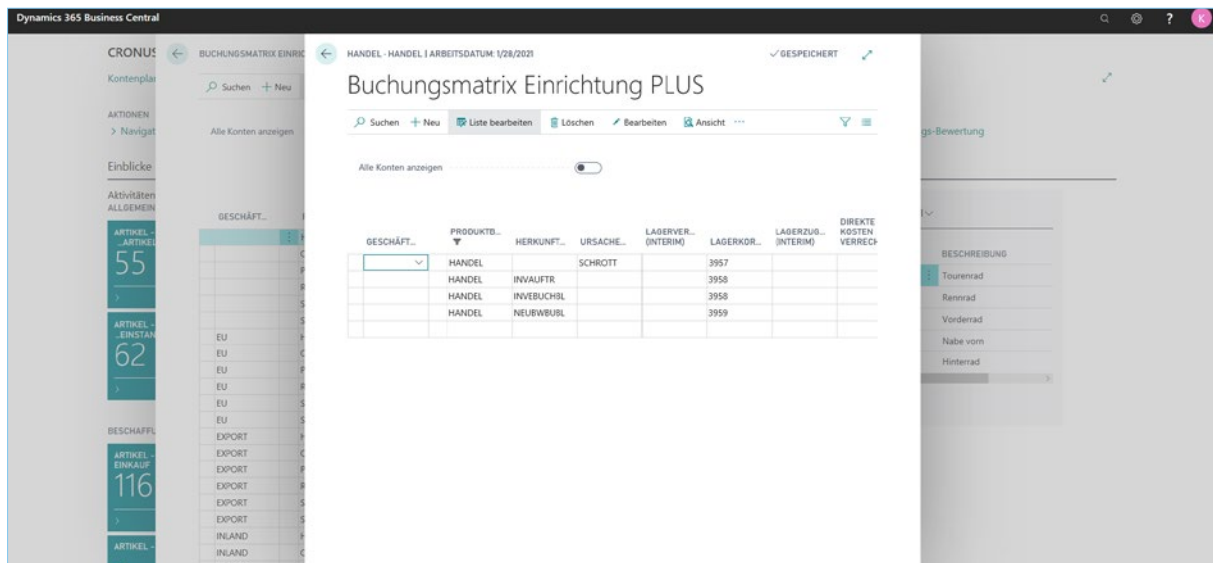 Dynamics 365 Business Central
?
K
CRONUS
BUCHUNGSMATRIX EINRIC
HANDEL - HANDEL | ARBEITSDATUM: 1/28/2021
✓ GESPEICHERT
Kontenplan
Suchen + Neu
Buchungsmatrix Einrichtung PLUS
AKTIONEN
> Navigat
Alle Konten anzeigen
Suchen + Neu Liste bearbeiten Löschen Bearbeiten Ansicht ...
gs-Bewertung
Einblicke
Alle Konten anzeigen
Aktivitäten
ALLGEMEIN
GESCHÄFT...
GESCHÄFT... PRODUKTB... HERKUNFT... URSACHE... LAGERVER... (INTERIM) LAGERKOR... LAGERZUG... (INTERIM) DIREKTE KOSTEN VERRECH
HANDEL SCHROTT 3957
HANDEL INVAUFTR 3958
HANDEL INVEBUCHBL 3958
HANDEL NEUBWBUBL 3959
ARTIKEL -
...ARTIKEL
55
ARTIKEL -
...EINSTAN
62
BESCHAFFU
ARTIKEL -
EINKAUF
116
ARTIKEL -
EU
EU
EU
EU
EU
EU
EXPORT
EXPORT
EXPORT
EXPORT
EXPORT
EXPORT
INLAND
INLAND
BESCHREIBUNG
Tourenrad
Rennrad
Vorderrad
Nabe vorn
Hinterrad